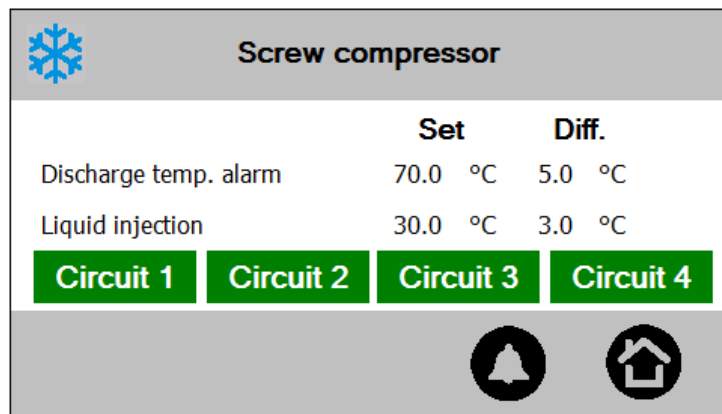 Screw compressor
Set Diff.
Discharge temp. alarm 70.0 °C 5.0 °C
Liquid injection 30.0 °C 3.0 °C
Circuit 1 Circuit 2 Circuit 3 Circuit 4